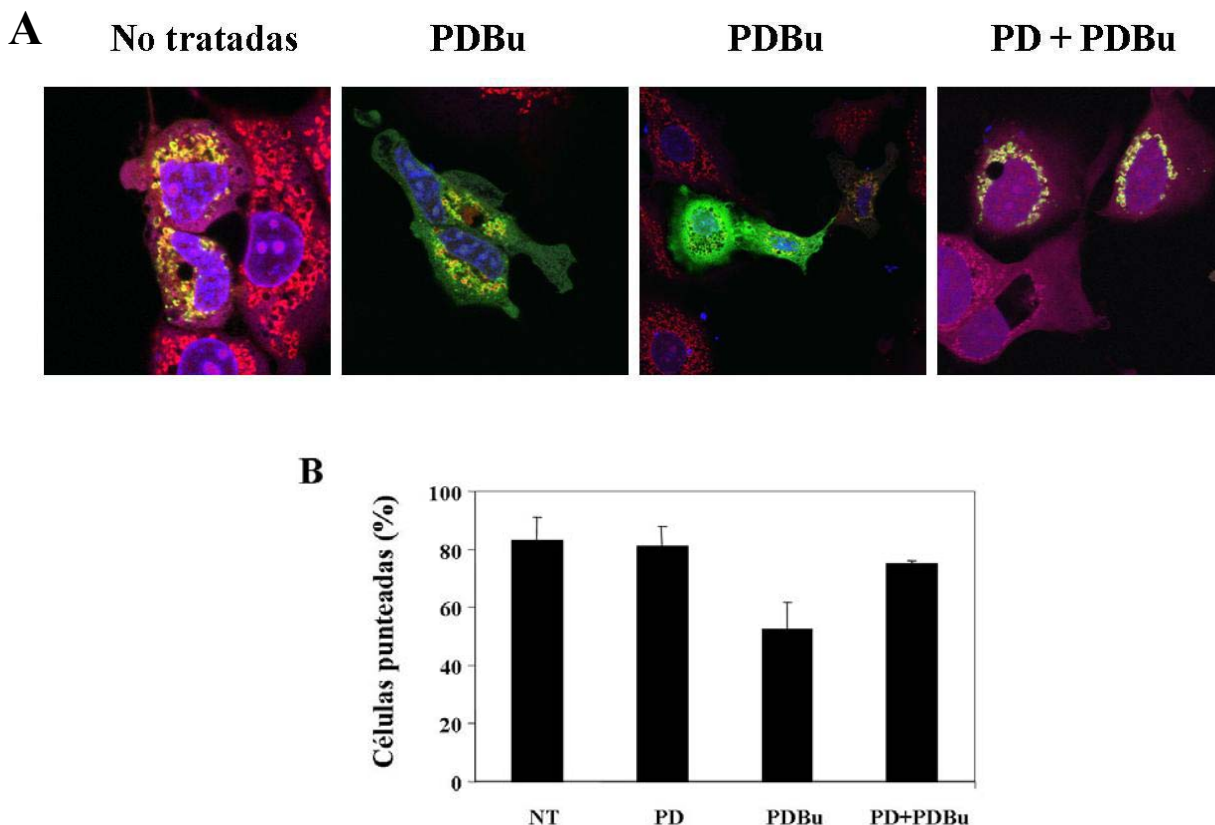 A
No tratadas
PDBu
PDBu
PD + PDBu
B
Células punteadas (%)
100
80
60
40
20
0
NT
PD
PDBu
PD+PDBu